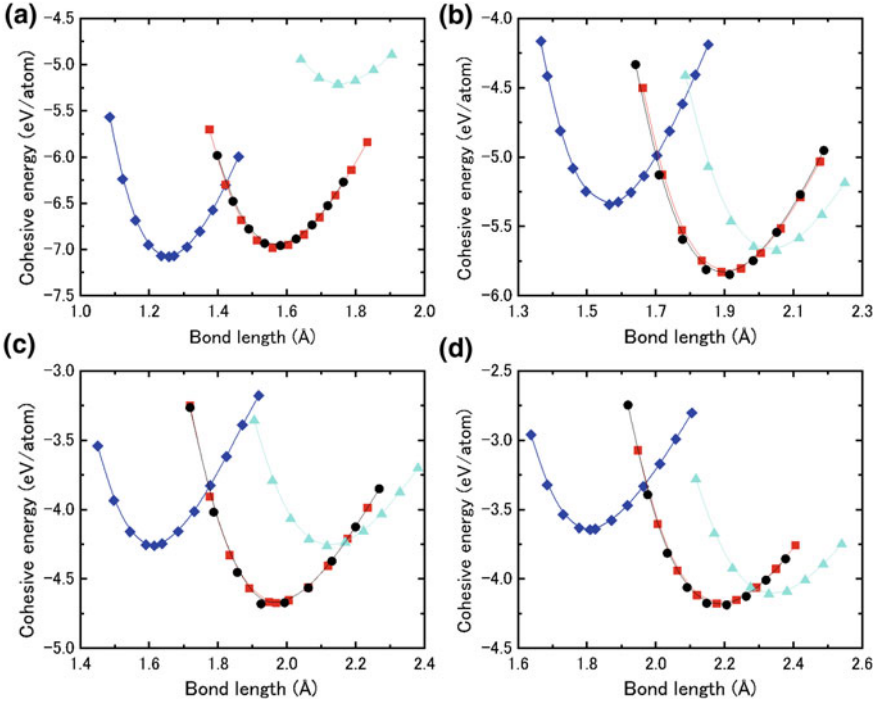 (a)
−4.5
−5.0
−5.5
−6.0
−6.5
−7.0
−7.5
Cohesive energy (eV/atom)
1.0 1.2 1.4 1.6 1.8 2.0
Bond length (Å)
(b)
−4.0
−4.5
−5.0
−5.5
−6.0
Cohesive energy (eV/atom)
1.3 1.5 1.7 1.9 2.1 2.3
Bond length (Å)
(c)
−3.0
−3.5
−4.0
−4.5
−5.0
Cohesive energy (eV/atom)
1.4 1.6 1.8 2.0 2.2 2.4
Bond length (Å)
(d)
−2.5
−3.0
−3.5
−4.0
−4.5
Cohesive energy (eV/atom)
1.6 1.8 2.0 2.2 2.4 2.6
Bond length (Å)